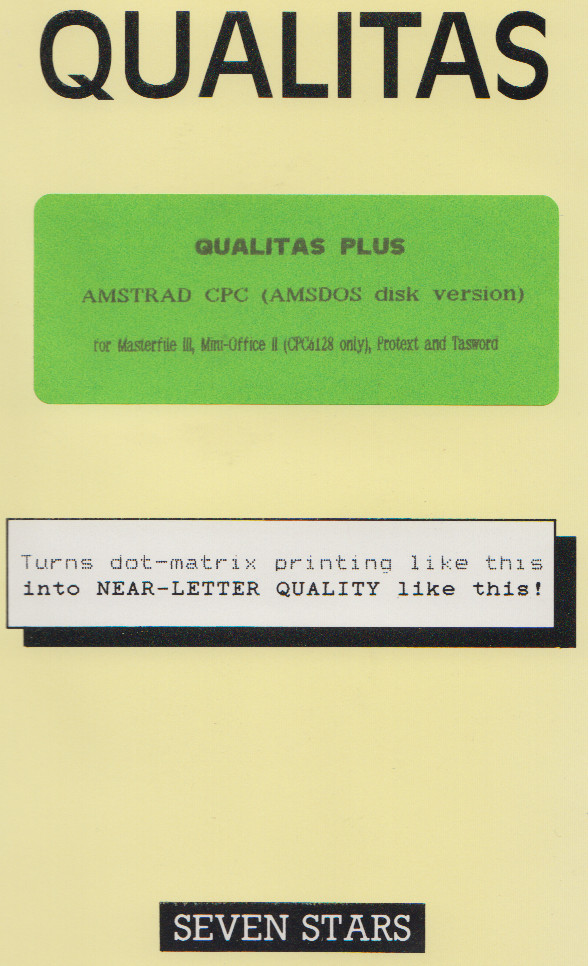 QUALITAS
QUALITAS PLUS
AMSTRAD CPC (AMSDOS disk version)
for Masterfile III, Mini-Office II (CPC6128 only), Protext and Tasword
Turns dot-matrix printing like this
into NEAR-LETTER QUALITY like this!
SEVEN STARS